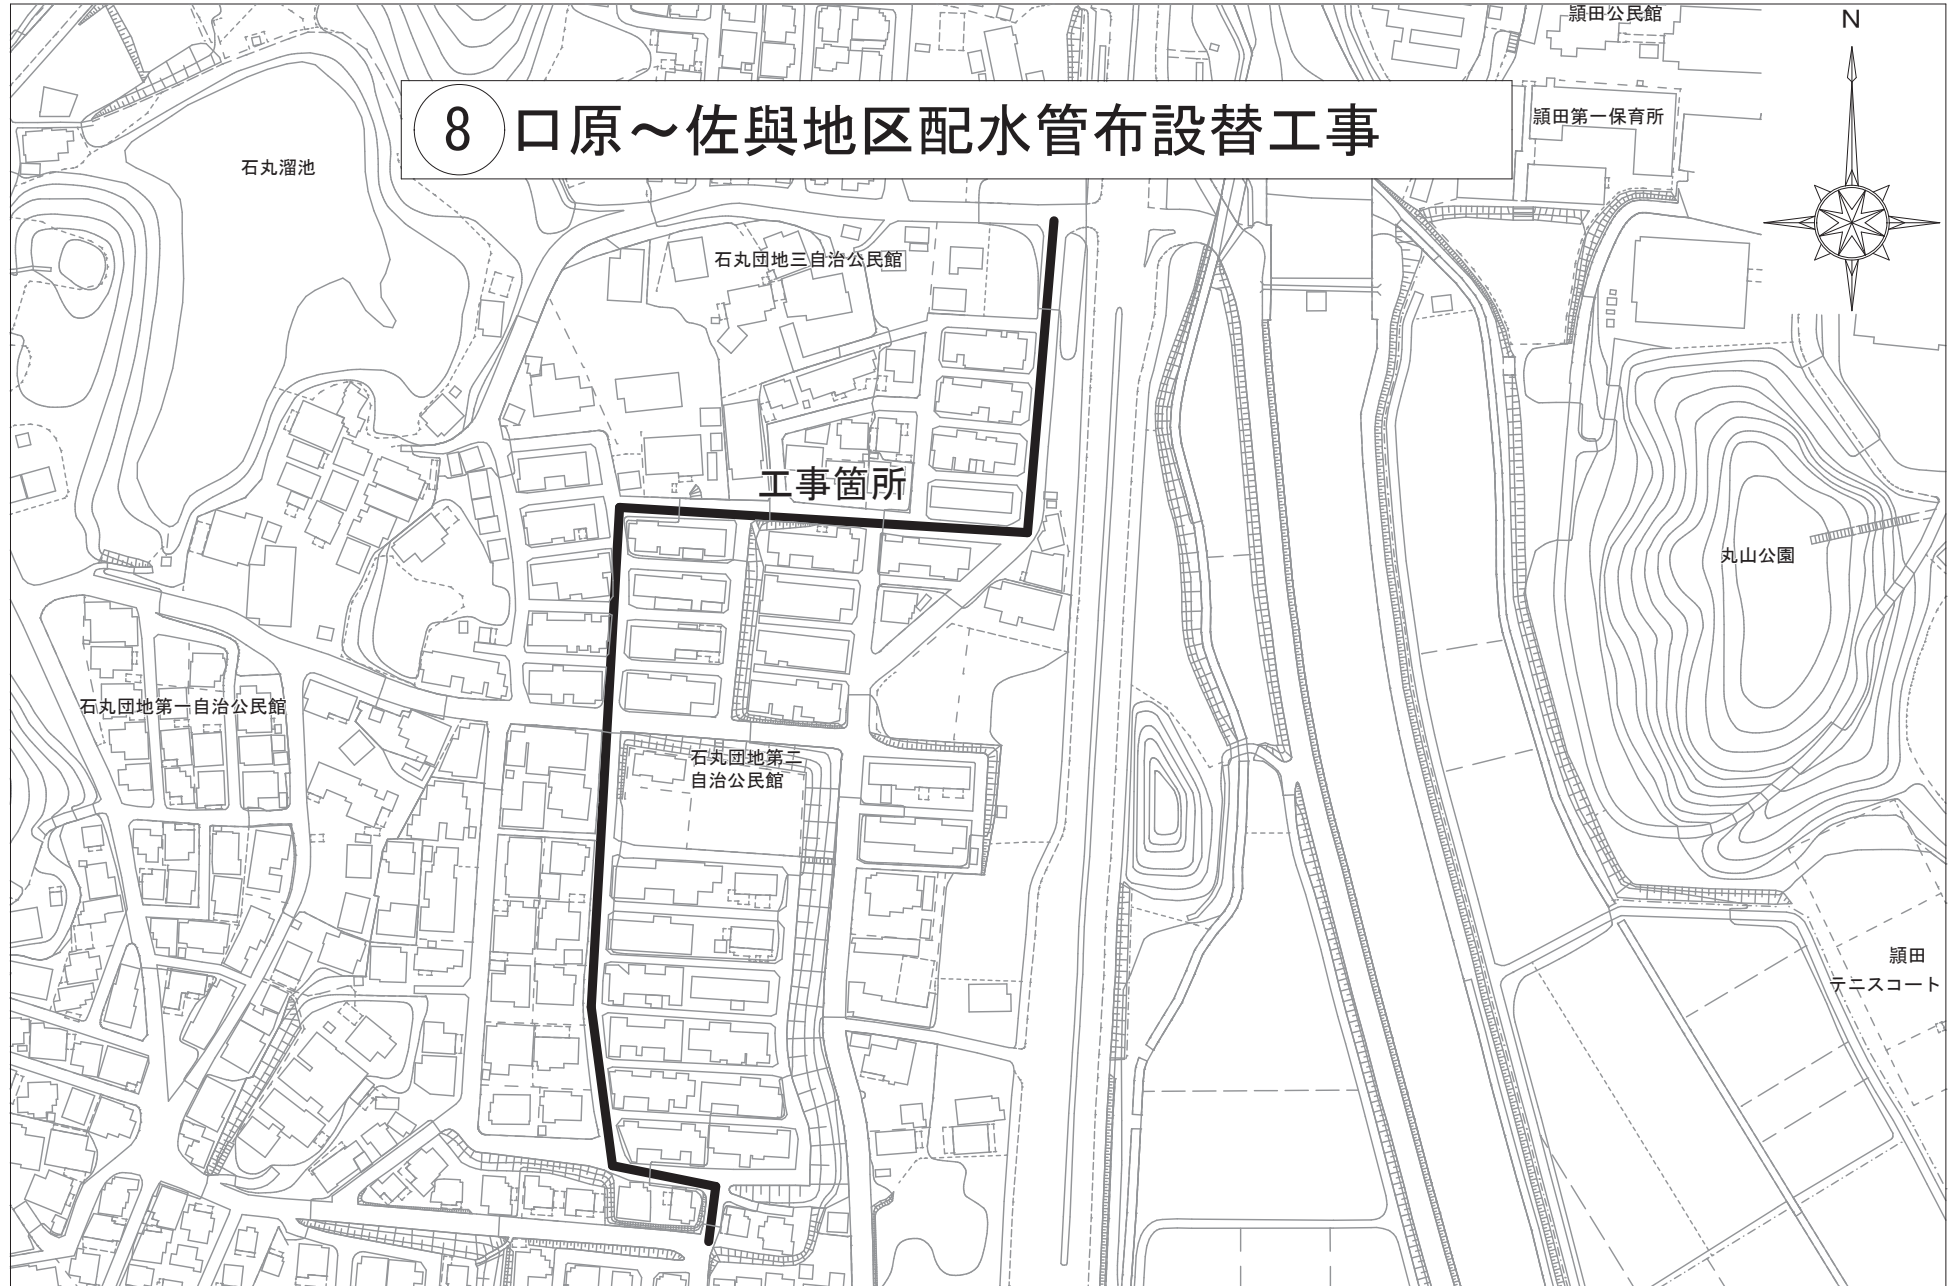 頴田公民館
N
⑧口原～佐與地区配水管布設替工事
頴田第一保育所
石丸溜池
石丸団地三自治公民館
工事箇所
丸山公園
石丸団地第一自治公民館
石丸団地第二
自治公民館
頴田
テニスコート